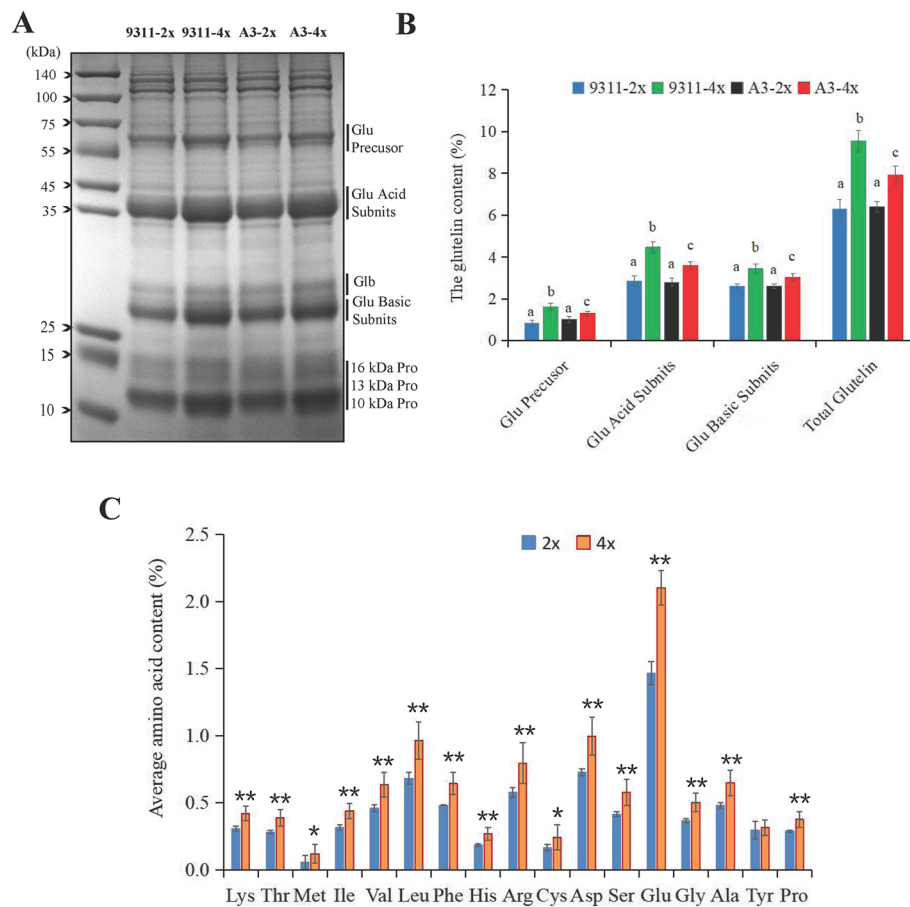 A
9311-2x 9311-4x A3-2x A3-4x
(kDa)
140
100
75
55
45
35
25
15
10
Glu
Precusor
Glu Acid
Subnits
Glb
Glu Basic
Subnits
16 kDa Pro
13 kDa Pro
10 kDa Pro
B
9311-2x 9311-4x A3-2x A3-4x
The glutelin content (%)
12
10
8
6
4
2
0
a b a c
a b a c
a b a c
a b a c
Glu Precusor
Glu Acid Subnits
Glu Basic Subnits
Total Glutelin
C
2x 4x
Average amino acid content (%)
2.5
2.0
1.5
1.0
0.5
0.0
** ** * ** ** ** ** ** ** * ** ** ** ** ** **
Lys Thr Met Ile Val Leu Phe His Arg Cys Asp Ser Glu Gly Ala Tyr Pro